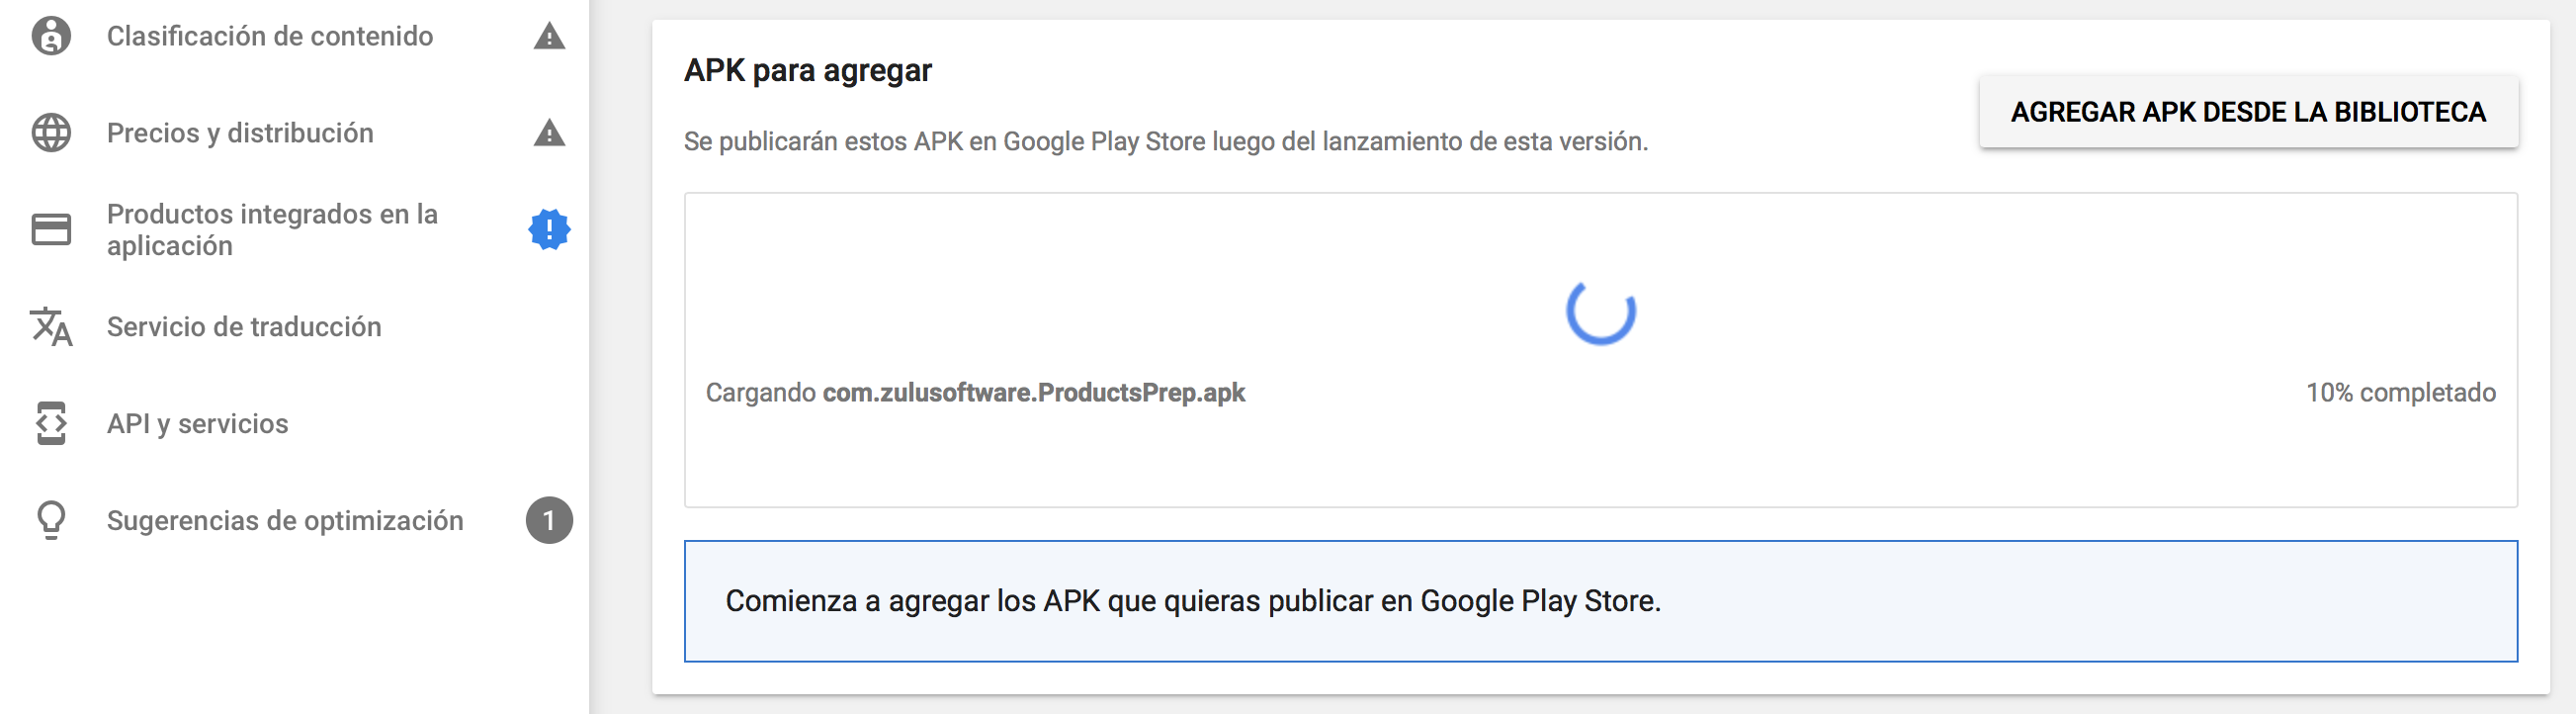 Clasificación de contenido
Precios y distribución
Productos integrados en la
aplicación
Servicio de traducción
API y servicios
Sugerencias de optimización
1
APK para agregar
AGREGAR APK DESDE LA BIBLIOTECA
Se publicarán estos APK en Google Play Store luego del lanzamiento de esta versión.
Cargando com.zulusoftware.ProductsPrep.apk
10% completado
Comienza a agregar los APK que quieras publicar en Google Play Store.